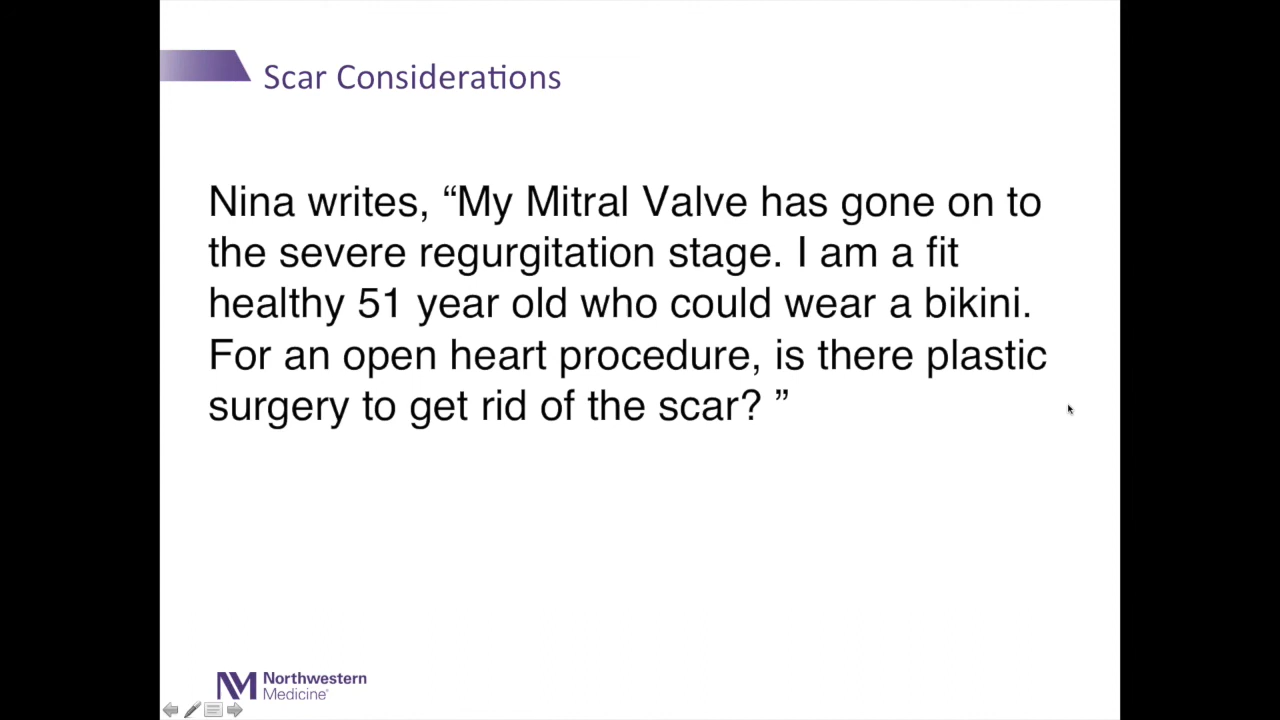 Scar Considerations
Nina writes, “My Mitral Valve has gone on to
the severe regurgitation stage. I am a fit
healthy 51 year old who could wear a bikini.
For an open heart procedure, is there plastic
surgery to get rid of the scar? ”
NM Northwestern
Medicine®